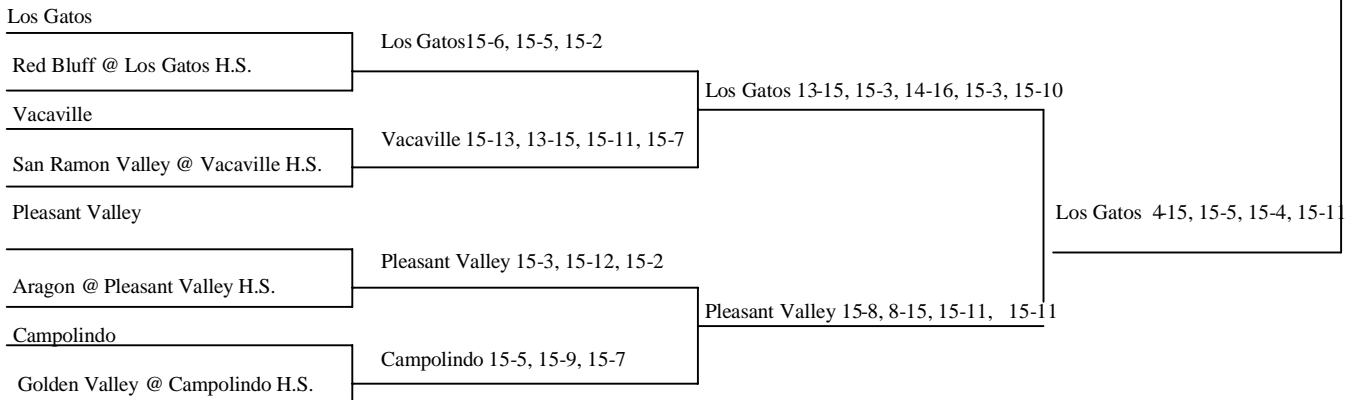 Los Gatos
Red Bluff @ Los Gatos H.S.
Los Gatos15-6, 15-5, 15-2
Los Gatos 13-15, 15-3, 14-16, 15-3, 15-10
Vacaville
Vacaville 15-13, 13-15, 15-11, 15-7
San Ramon Valley @ Vacaville H.S.
Pleasant Valley
Los Gatos 4-15, 15-5, 15-4, 15-11
Pleasant Valley 15-3, 15-12, 15-2
Aragon @ Pleasant Valley H.S.
Pleasant Valley 15-8, 8-15, 15-11, 15-11
Campolindo
Campolindo 15-5, 15-9, 15-7
Golden Valley @ Campolindo H.S.